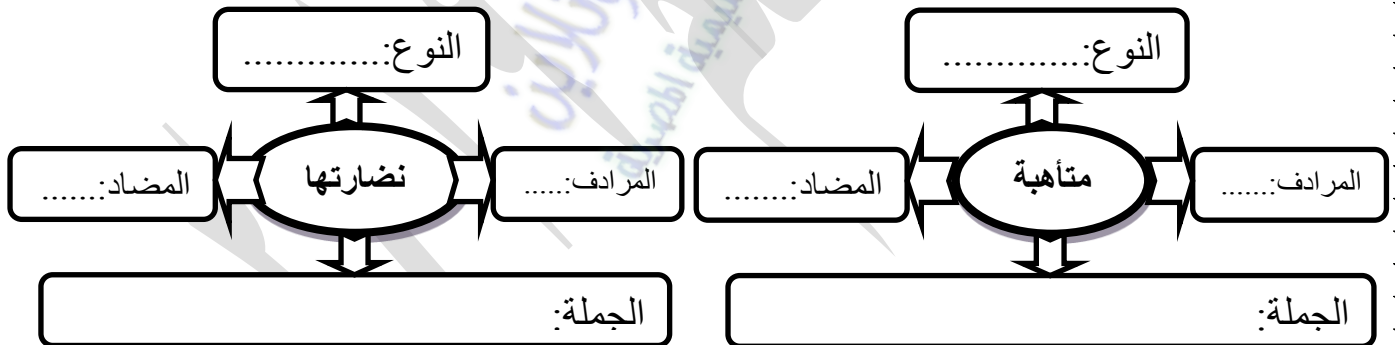 النوع:.............. النوع:..............
المرادف:...... متأهبة المضاد:....... المرادف:..... نضارتها المضاد:.......
الجملة: الجملة: